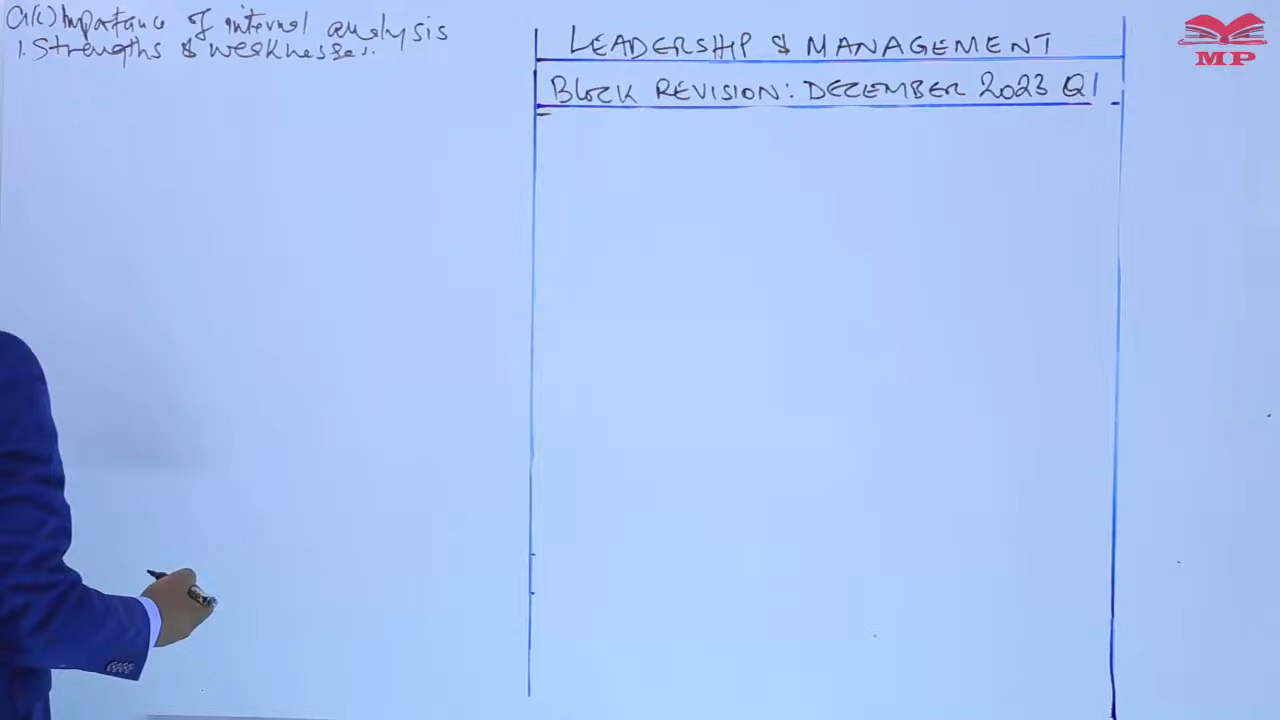 Q1(c) Importance of internal analysis
1. Strengths & weaknesses.
LEADERSHIP & MANAGEMENT
BLOCK REVISION: DECEMBER 2023 Q1
MP